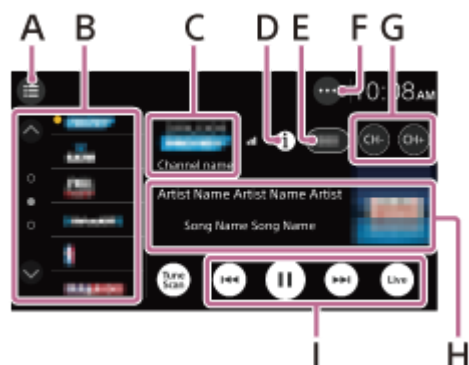 A B C D E F G
10:08AM
CH- CH+
Channel name
Artist Name Artist Name Artist
Song Name Song Name
Tune Scan
Live
I
H